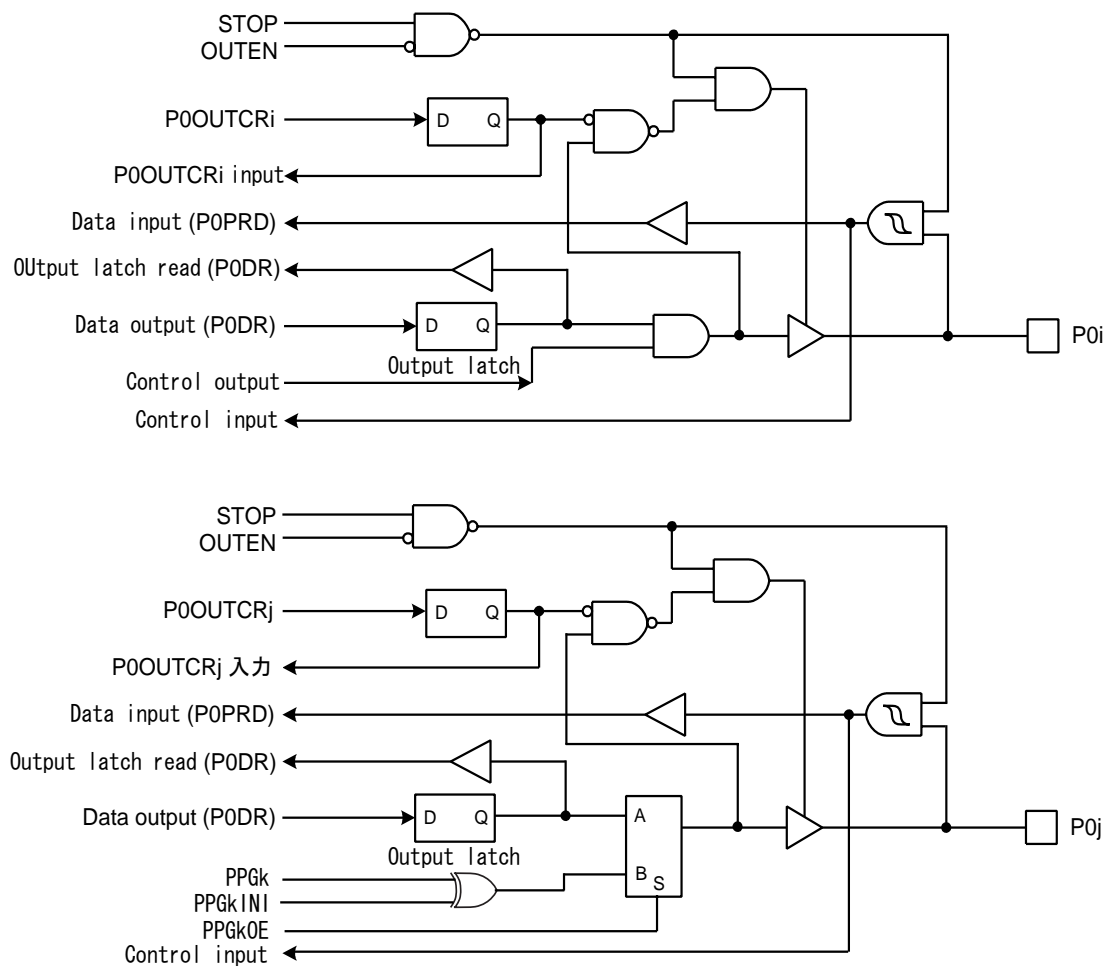 STOP
OUTEN
P0OUTCRi
D Q
P0OUTCRi input
Data input (P0PRD)
OUtput latch read (P0DR)
Data output (P0DR)
D Q
Output latch
Control output
Control input
P0i
STOP
OUTEN
P0OUTCRj
D Q
P0OUTCRj 入力
Data input (P0PRD)
Output latch read (P0DR)
Data output (P0DR)
D Q
A
Output latch
B
S
PPGk
PPGkINI
PPGkOE
Control input
P0j